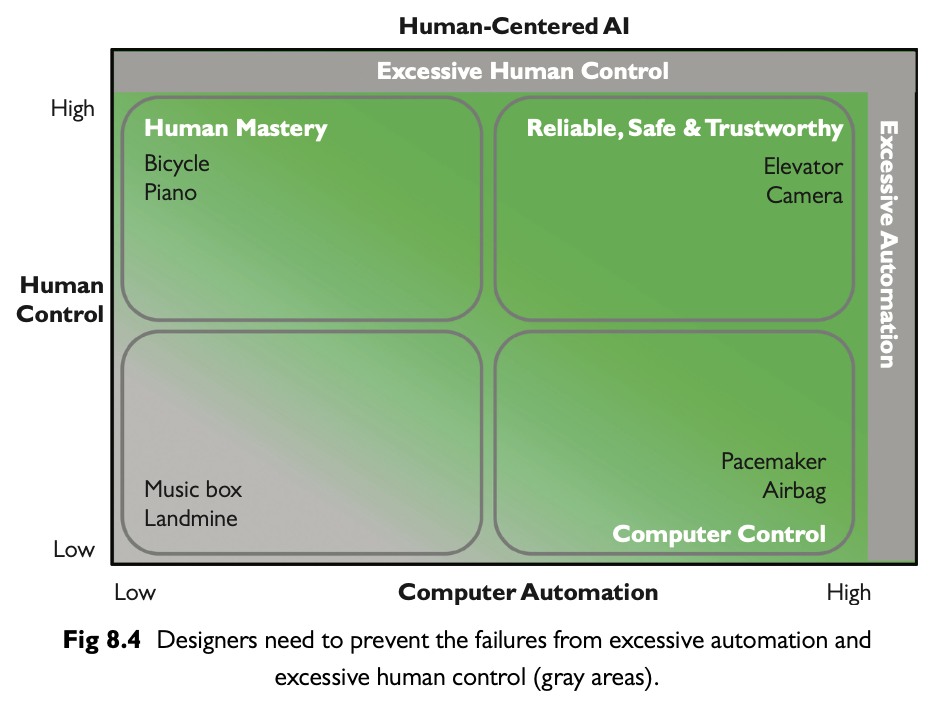 Human-Centered AI
Excessive Human Control
High
Human Mastery
Bicycle
Piano
Reliable, Safe & Trustworthy
Elevator
Camera
Excessive Automation
Human
Control
Music box
Landmine
Pacemaker
Airbag
Computer Control
Low
Low
Computer Automation
High
Fig 8.4 Designers need to prevent the failures from excessive automation and
excessive human control (gray areas).